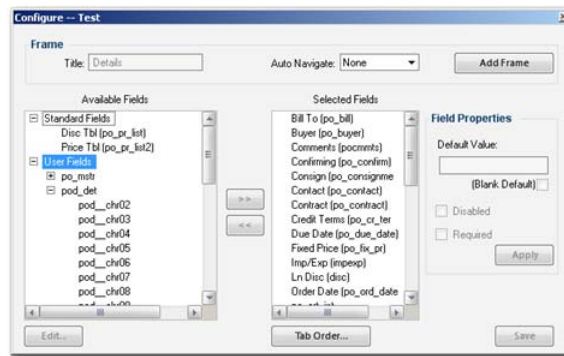 Configure -- Test
Frame
Title: Details
Auto Navigate: None
Add Frame
Available Fields
Standard Fields
Disc Tbl (po_pr_list)
Price Tbl (po_pr_list2)
User Fields
po_mstr
pod_det
pod__chr02
pod__chr03
pod__chr04
pod__chr05
pod__chr06
pod__chr07
pod__chr08
Edit...
>>
<<
Selected Fields
Bill To (po_bill)
Buyer (po_buyer)
Comments (pocmmts)
Confirming (po_confirm)
Consign (po_consignme
Contact (po_contact)
Contract (po_contract)
Credit Terms (po_cr_ter
Due Date (po_due_date)
Fixed Price (po_fix_pr)
Imp/Exp (impexp)
Ln Disc (disc)
Order Date (po_ord_date
Tab Order...
Field Properties
Default Value:
(Blank Default)
Disabled
Required
Apply
Save